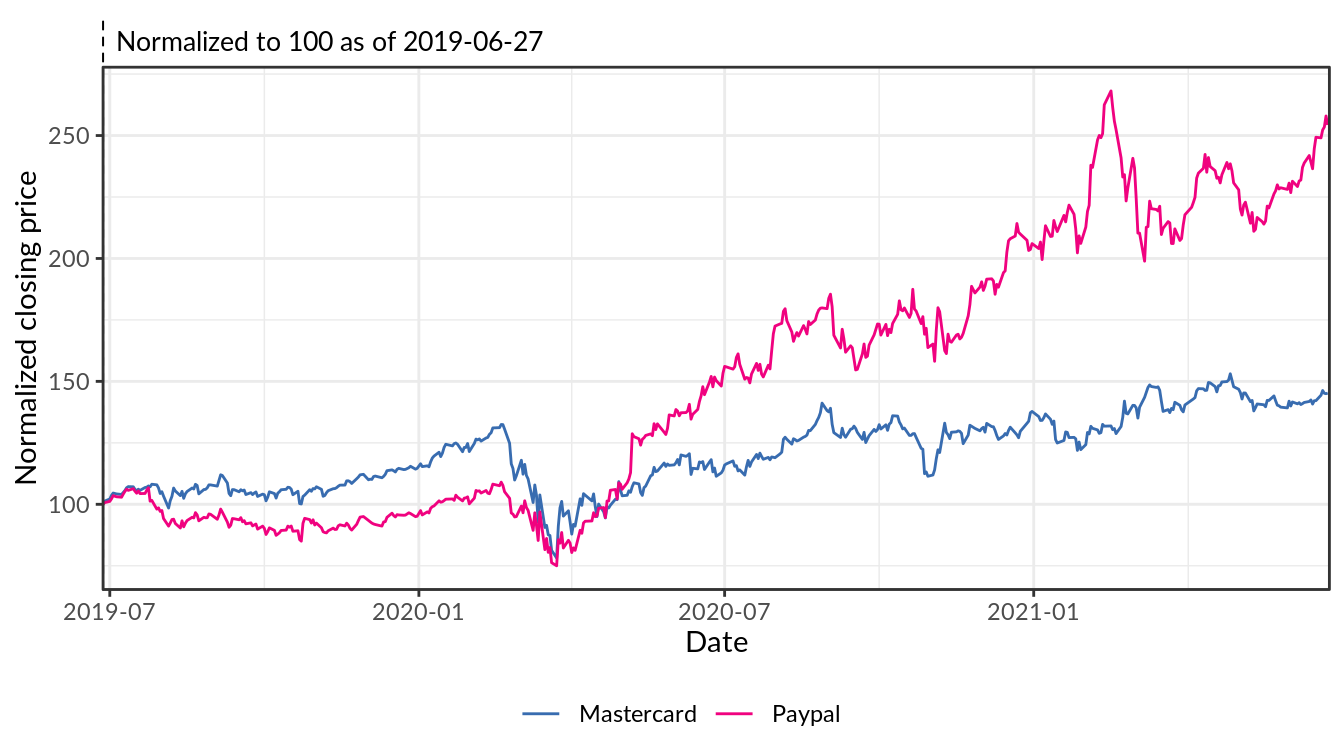 Normalized to 100 as of 2019-06-27
Normalized closing price
250
200
150
100
2019-07 2020-01 2020-07 2021-01
Date
Mastercard Paypal